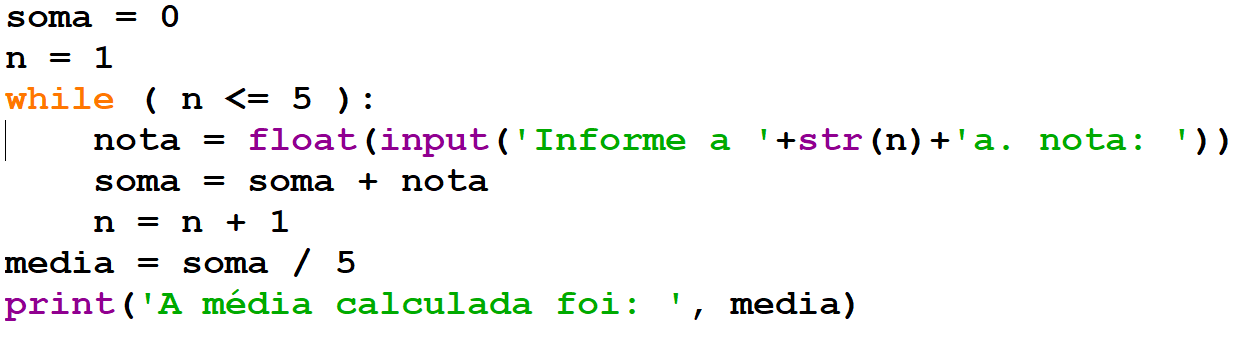 soma = 0
n = 1
while ( n <= 5 ):
    nota = float(input('Informe a '+str(n)+'a. nota: '))
    soma = soma + nota
    n = n + 1
media = soma / 5
print('A média calculada foi: ', media)